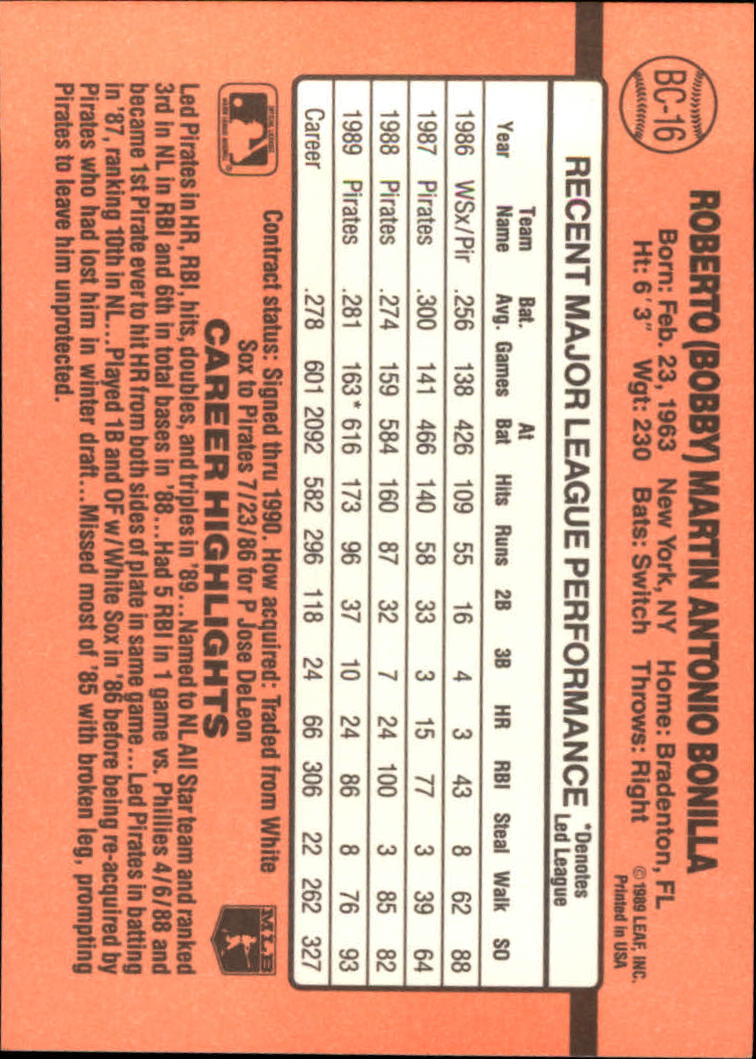 BC-16
ROBERTO (BOBBY) MARTIN ANTONIO BONILLA
Born: Feb. 23, 1963 New York, NY Home: Bradenton, FL
Ht: 6'3" Wgt: 230 Bats: Switch Throws: Right
© 1989 LEAF, INC.
Printed in USA
RECENT MAJOR LEAGUE PERFORMANCE
*Denotes
Led League
Year Team Name Bat. Avg. Games At Bat Hits Runs 2B 3B HR RBI Steal Walk SO
1986 WSx/Pir .256 138 426 109 55 16 4 3 43 8 62 88
1987 Pirates .300 141 466 140 58 33 3 15 77 3 39 64
1988 Pirates .274 159 584 160 87 32 7 24 100 3 85 82
1989 Pirates .281 163* 616 173 96 37 10 24 86 8 76 93
Career .278 601 2092 582 296 118 24 66 306 22 262 327
Contract status: Signed thru 1990. How acquired: Traded from White
Sox to Pirates 7/23/86 for P Jose DeLeon
CAREER HIGHLIGHTS
Led Pirates in HR, RBI, hits, doubles, and triples in '89...Named to NL All Star team and ranked
3rd in NL in RBI and 6th in total bases in '88...Had 5 RBI in 1 game vs. Phillies 4/6/88 and
became 1st Pirate ever to hit HR from both sides of plate in same game...Led Pirates in batting
in '87, ranking 10th in NL...Played 1B and OF w/White Sox in '86 before being re-acquired by
Pirates who had lost him in winter draft...Missed most of '85 with broken leg, prompting
Pirates to leave him unprotected.
MLB